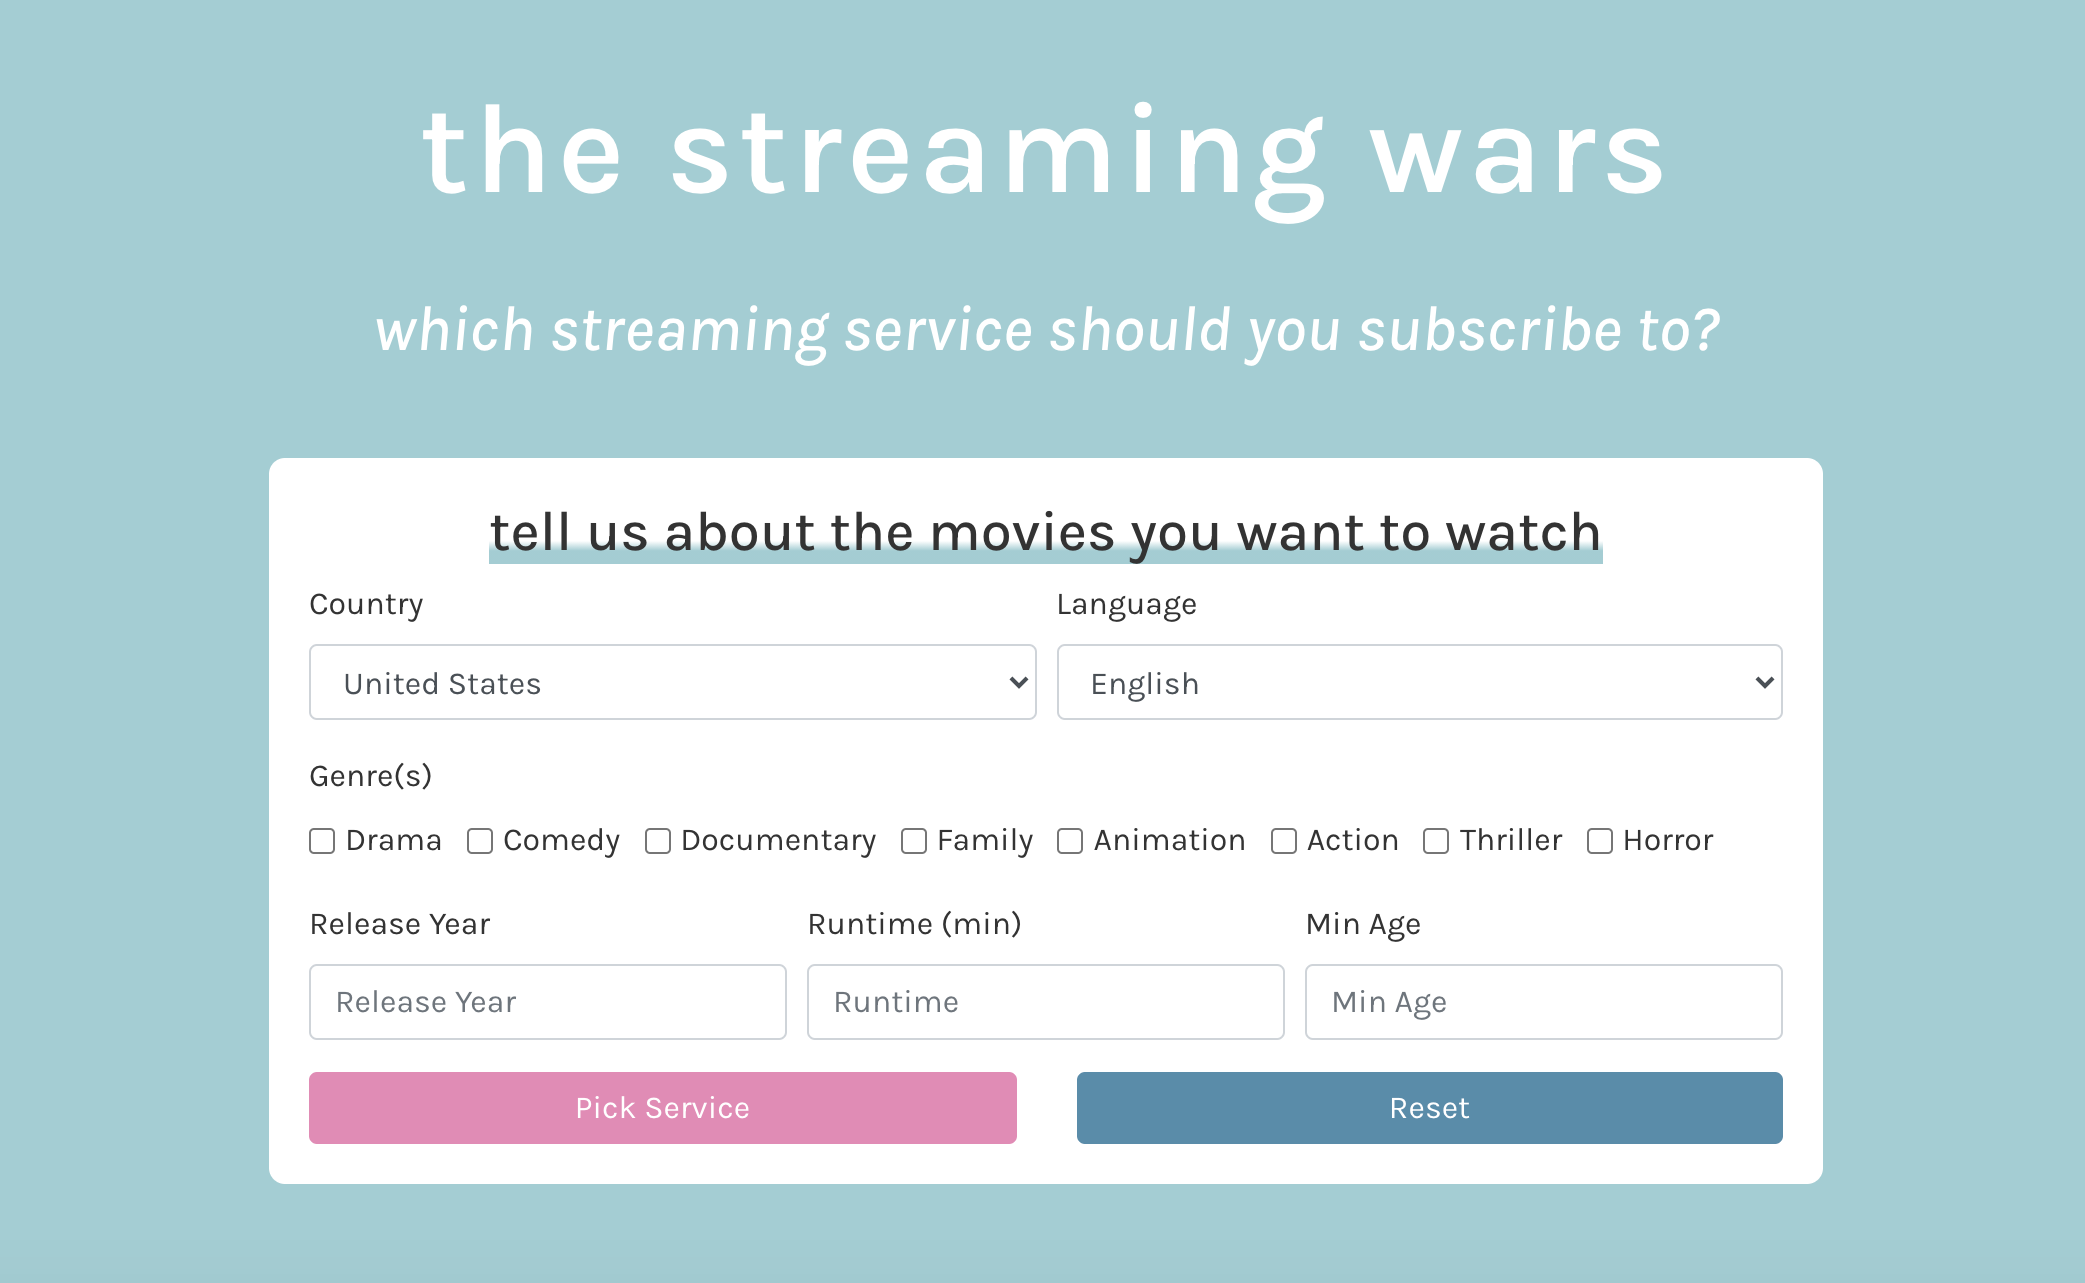 the streaming wars
which streaming service should you subscribe to?
tell us about the movies you want to watch
Country Language
United States English
Genre(s)
Drama Comedy Documentary Family Animation Action Thriller Horror
Release Year Runtime (min) Min Age
Release Year Runtime Min Age
Pick Service Reset